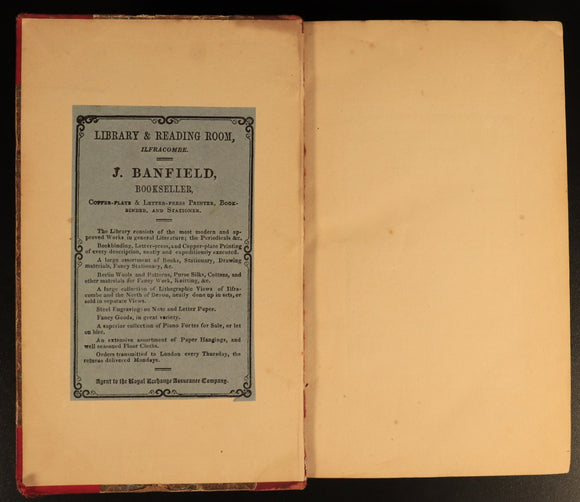 LIBRARY & READING ROOM,
ILFRACOMBE.
J. BANFIELD,
BOOKSELLER,
COPPER-PLATE & LETTER-PRESS PRINTER, BOOK-
BINDER, AND STATIONER.
The Library consists of the most modern and ap-
proved Works in general Literature; the Periodicals &c.
Bookbinding, Letter-press, and Copper-plate Printing
of every description, neatly and expeditiously executed.
A large assortment of Books, Stationery, Drawing
materials, Fancy Stationery, &c.
Berlin Wools and Patterns, Purse Silks, Cottons, and
other materials for Fancy Work, Knitting, &c.
A large collection of Lithographic Views of Ilfra-
combe and the North of Devon, neatly done up in sets, or
sold in separate Views.
Steel Engravings on Note and Letter Paper.
Fancy Goods, in great variety.
A superior collection of Piano Fortes for Sale, or let
on hire.
An extensive assortment of Paper Hangings, and
well seasoned Floor Cloths.
Orders transmitted to London every Thursday, the
returns delivered Mondays.
Agent to the Royal Exchange Assurance Company.